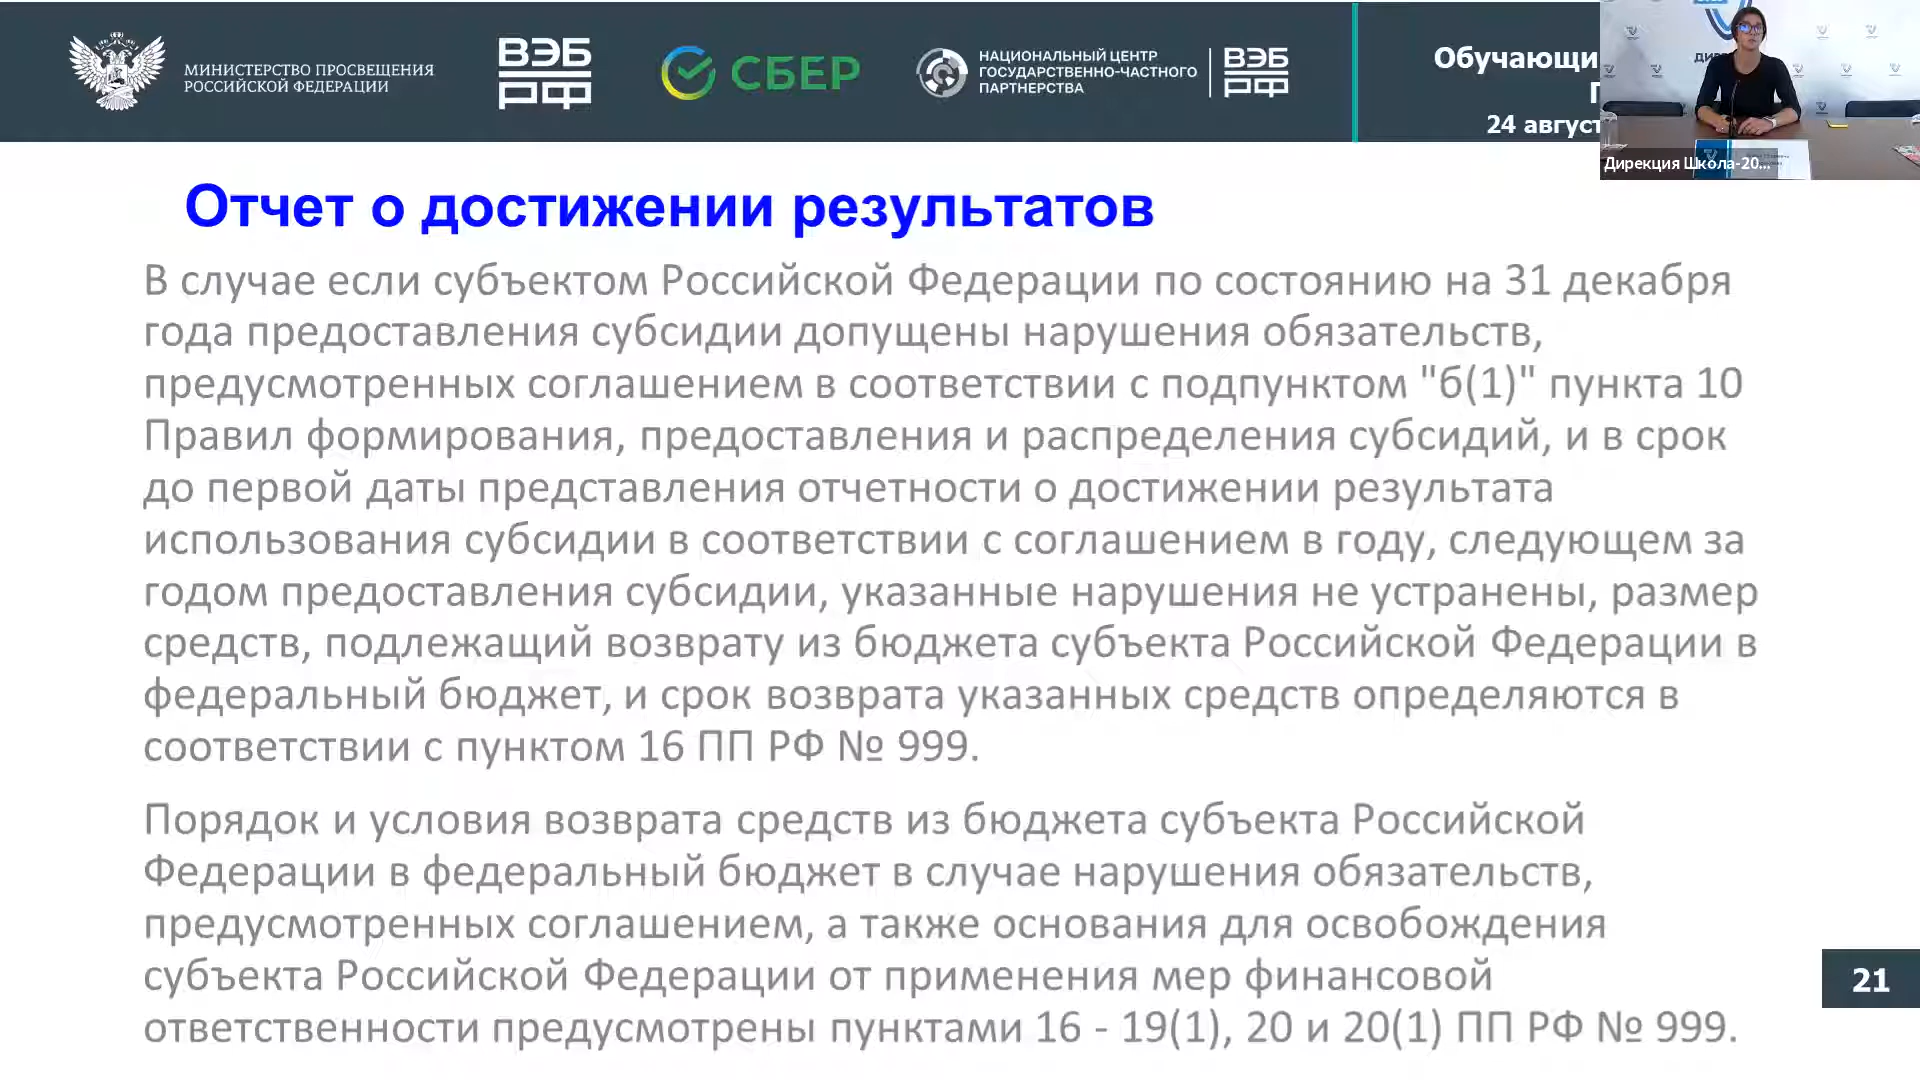 МИНИСТЕРСТВО ПРОСВЕЩЕНИЯ
РОССИЙСКОЙ ФЕДЕРАЦИИ
ВЭБ
РФ
СБЕР
НАЦИОНАЛЬНЫЙ ЦЕНТР
ГОСУДАРСТВЕННО-ЧАСТНОГО
ПАРТНЕРСТВА
ВЭБ
РФ
Обучающи
24 август
Дирекция Школа-20...
Отчет о достижении результатов
В случае если субъектом Российской Федерации по состоянию на 31 декабря
года предоставления субсидии допущены нарушения обязательств,
предусмотренных соглашением в соответствии с подпунктом "б(1)" пункта 10
Правил формирования, предоставления и распределения субсидий, и в срок
до первой даты представления отчетности о достижении результата
использования субсидии в соответствии с соглашением в году, следующем за
годом предоставления субсидии, указанные нарушения не устранены, размер
средств, подлежащий возврату из бюджета субъекта Российской Федерации в
федеральный бюджет, и срок возврата указанных средств определяются в
соответствии с пунктом 16 ПП РФ № 999.
Порядок и условия возврата средств из бюджета субъекта Российской
Федерации в федеральный бюджет в случае нарушения обязательств,
предусмотренных соглашением, а также основания для освобождения
субъекта Российской Федерации от применения мер финансовой
ответственности предусмотрены пунктами 16 - 19(1), 20 и 20(1) ПП РФ № 999.
21